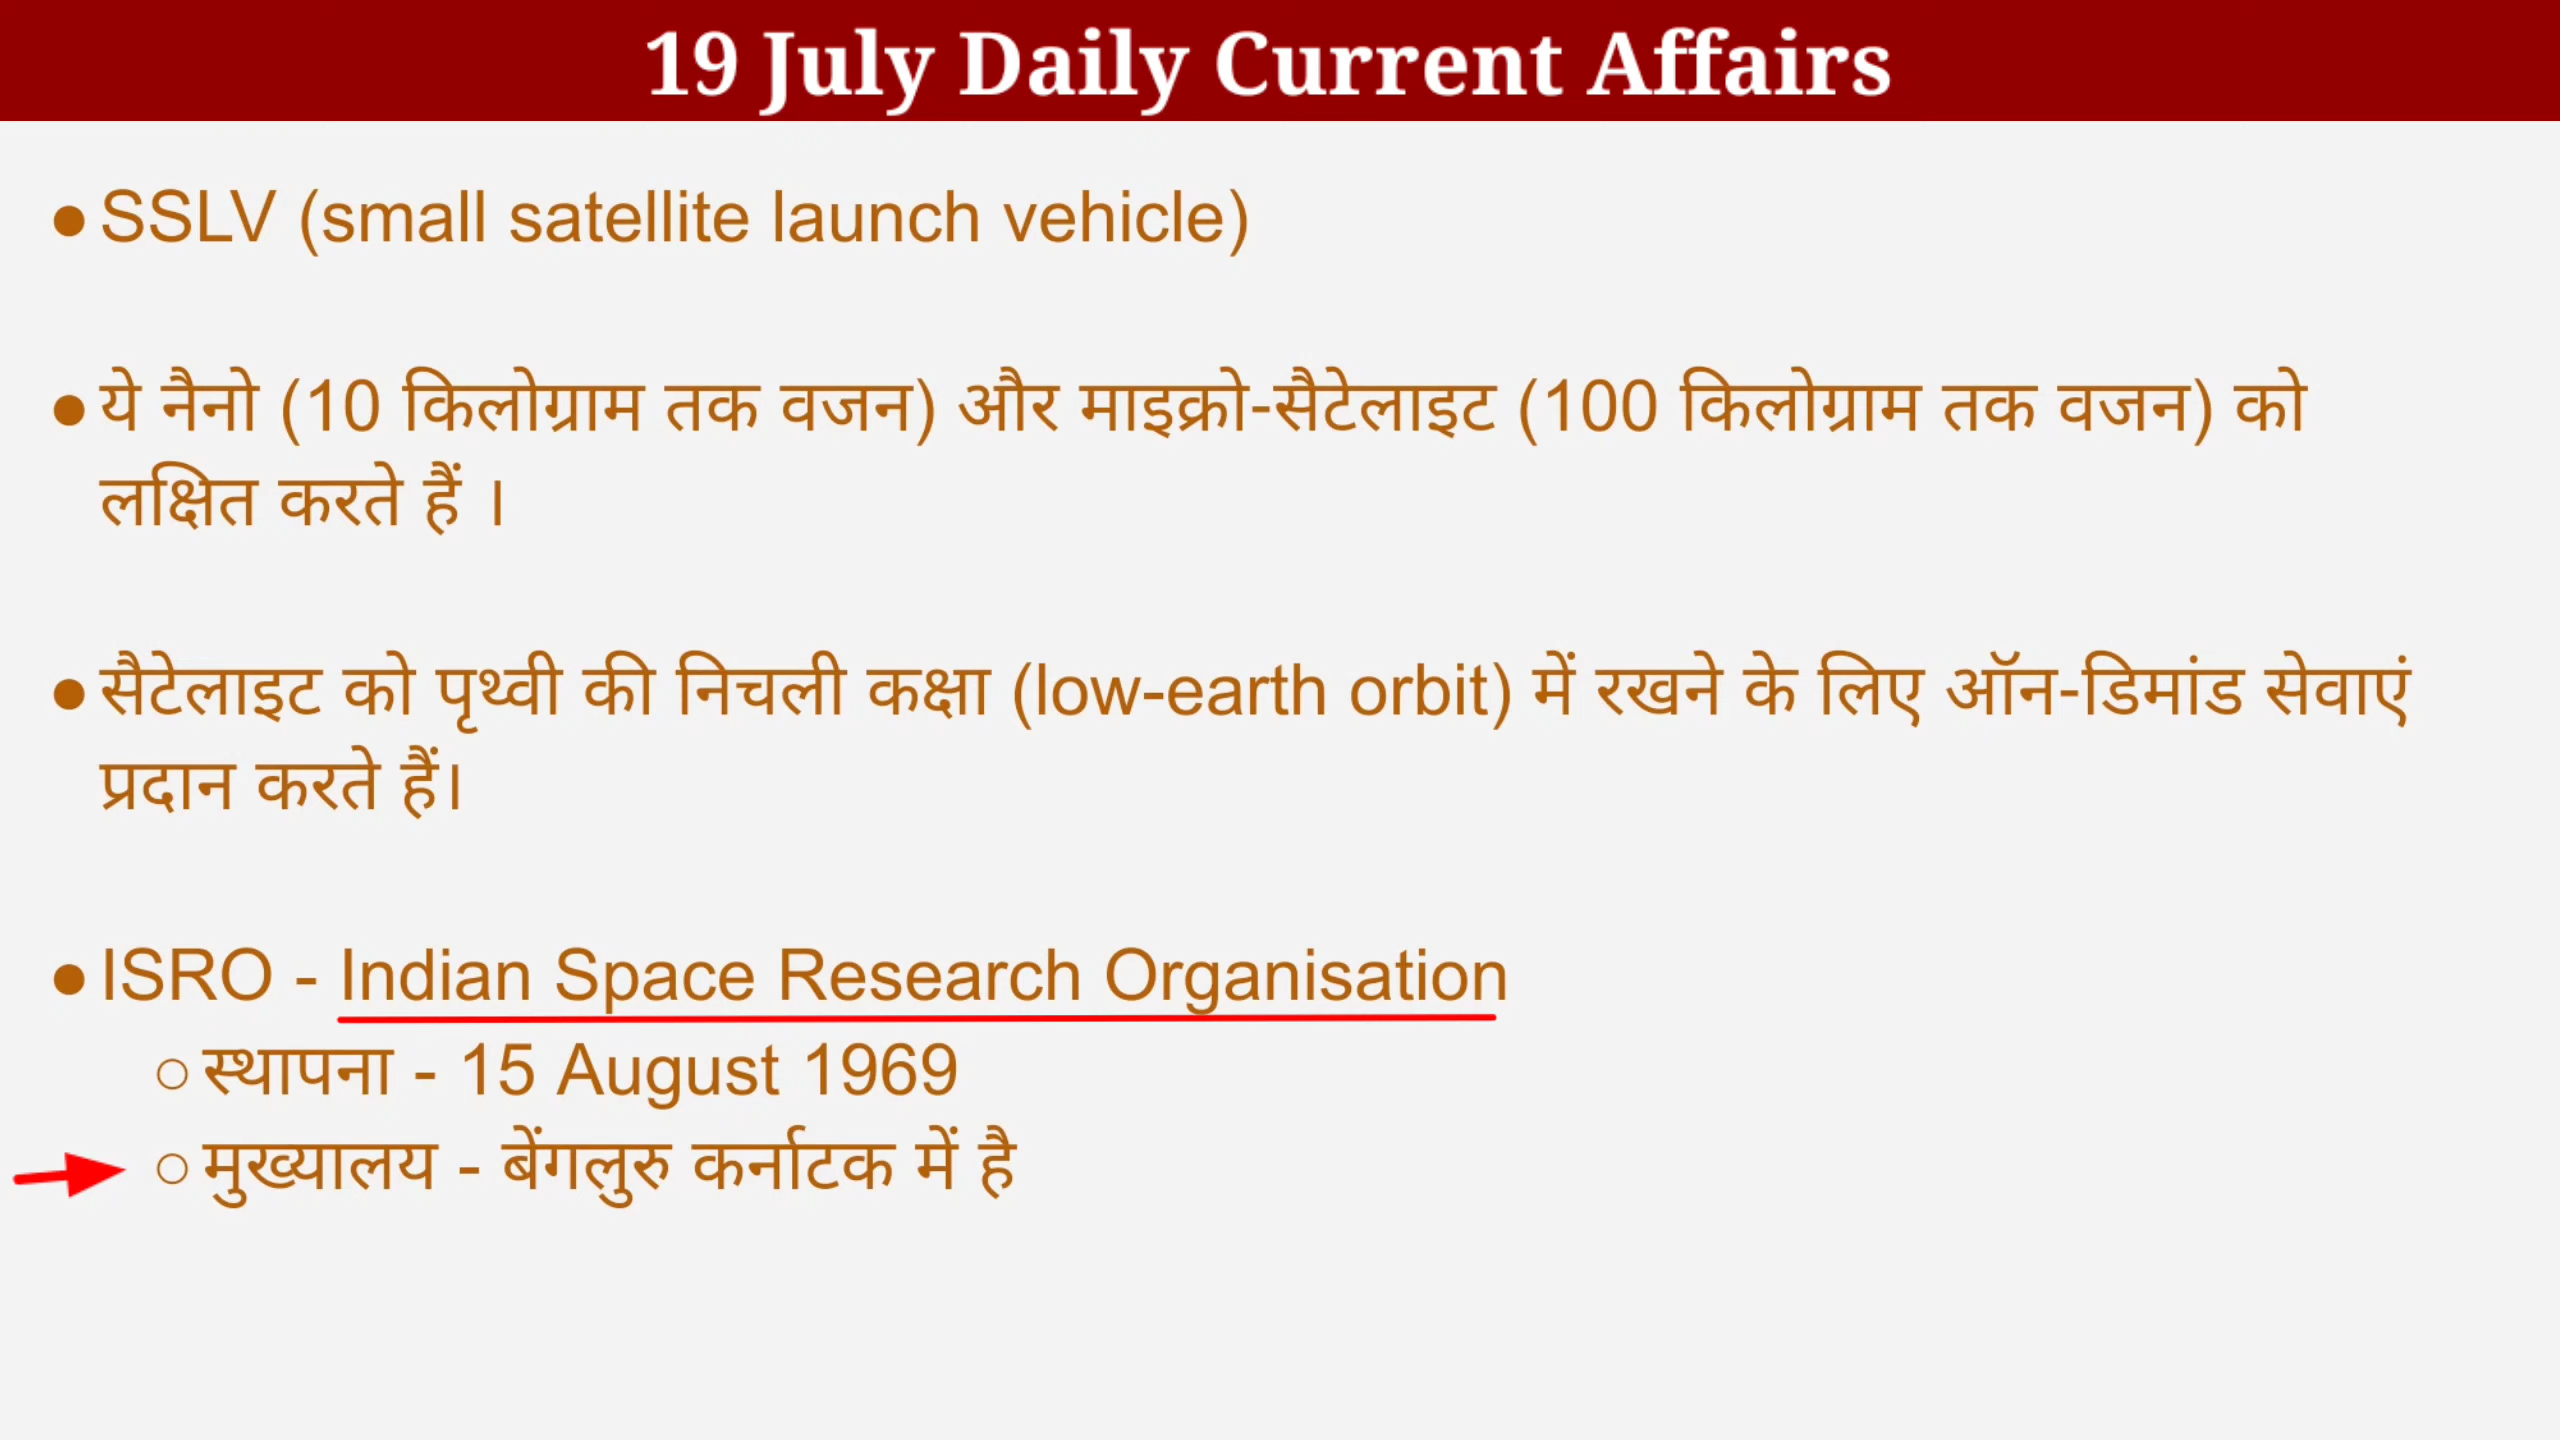 19 July Daily Current Affairs
● SSLV (small satellite launch vehicle)
● ये नैनो (10 किलोग्राम तक वजन) और माइक्रो-सैटेलाइट (100 किलोग्राम तक वजन) को
लक्षित करते हैं ।
● सैटेलाइट को पृथ्वी की निचली कक्षा (low-earth orbit) में रखने के लिए ऑन-डिमांड सेवाएं
प्रदान करते हैं।
● ISRO - Indian Space Research Organisation
○ स्थापना - 15 August 1969
○ मुख्यालय - बेंगलुरु कर्नाटक में है